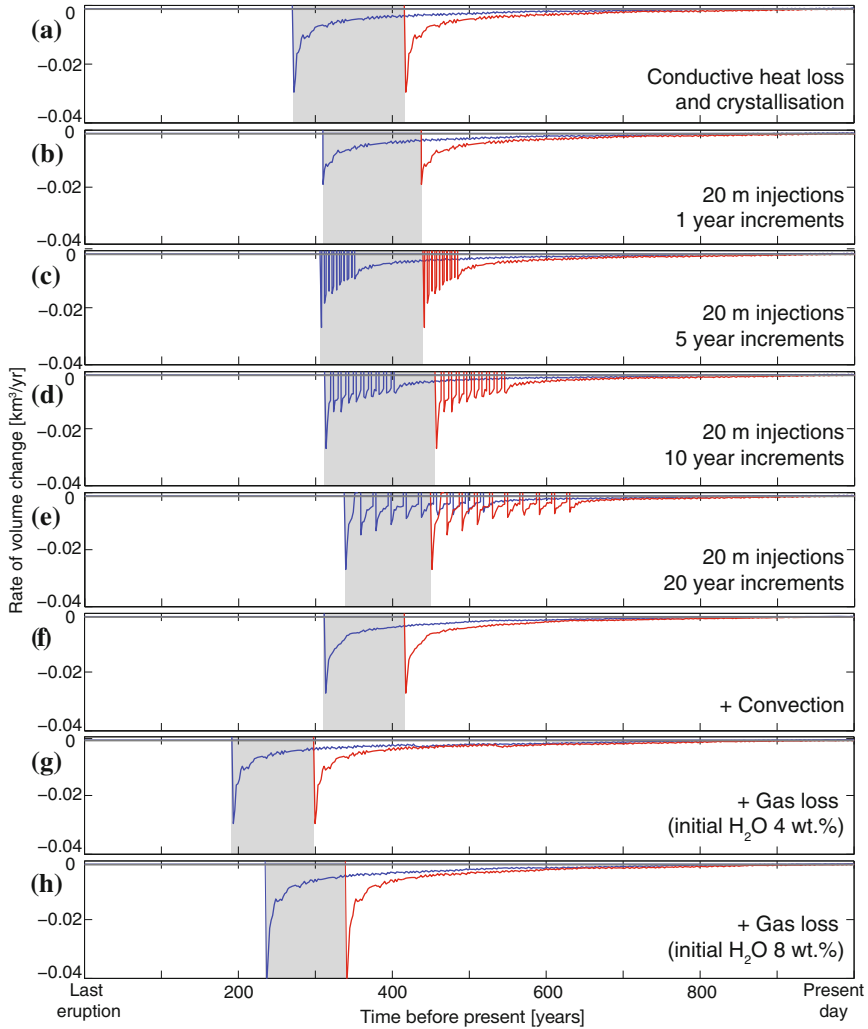 (a)
0
−0.02
−0.04
Conductive heat loss
and crystallisation
(b)
0
−0.02
−0.04
20 m injections
1 year increments
(c)
0
−0.02
−0.04
20 m injections
5 year increments
(d)
0
−0.02
−0.04
20 m injections
10 year increments
(e)
0
−0.02
−0.04
20 m injections
20 year increments
(f)
0
−0.02
−0.04
+ Convection
(g)
0
−0.02
−0.04
+ Gas loss
(initial H₂O 4 wt.%)
(h)
0
−0.02
−0.04
+ Gas loss
(initial H₂O 8 wt.%)
Rate of volume change [km³/yr]
Last
eruption
200
400
600
800
Present
day
Time before present [years]